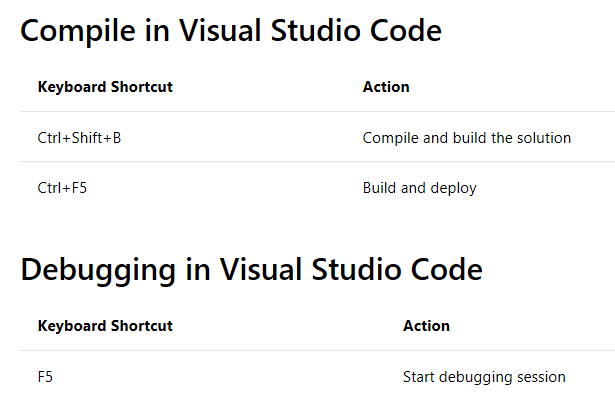 Compile in Visual Studio Code
Keyboard Shortcut Action
Ctrl+Shift+B Compile and build the solution
Ctrl+F5 Build and deploy
Debugging in Visual Studio Code
Keyboard Shortcut Action
F5 Start debugging session